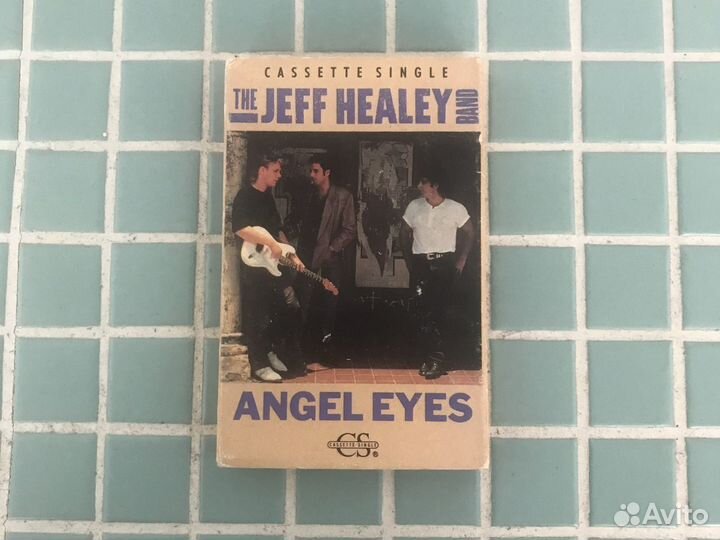 CASSETTE SINGLE
THE JEFF HEALEY BAND
ANGEL EYES
CS
CASSETTE SINGLE
®
Avito